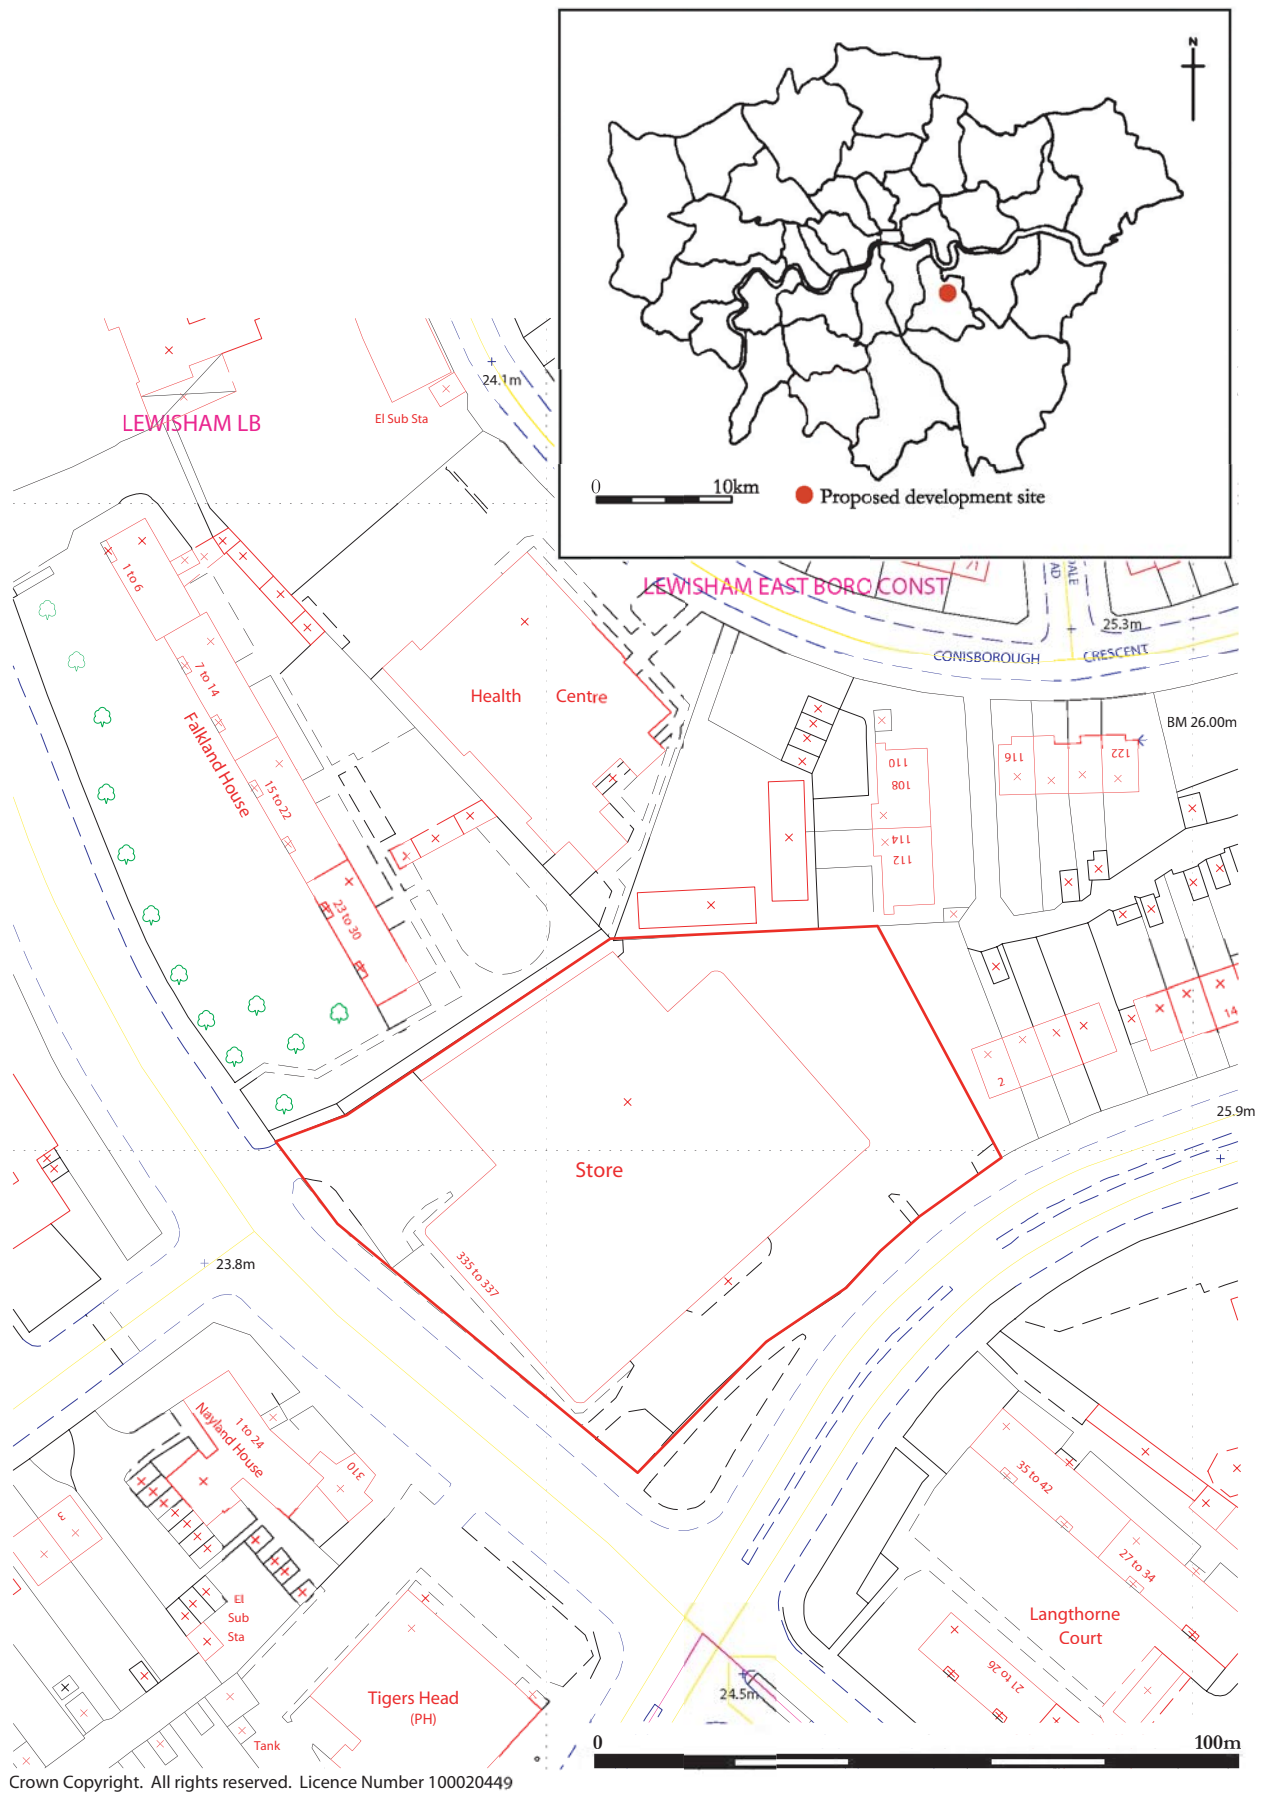 N
0 10km
Proposed development site
24.1m
LEWISHAM LB
El Sub Sta
LEWISHAM EAST BORO CONST
DALE
AD
25.3m
CONISBOROUGH CRESCENT
BM 26.00m
1 to 6
7 to 14
Falkland House
15 to 22
23 to 30
Health Centre
110
108
114
112
116
122
2
14
25.9m
Store
335 to 337
23.8m
Nayland House
1 to 24
310
3
El
Sub
Sta
35 to 42
27 to 34
Langthorne
Court
21 to 26
Tigers Head
(PH)
Tank
24.5m
0 100m
Crown Copyright. All rights reserved. Licence Number 100020449